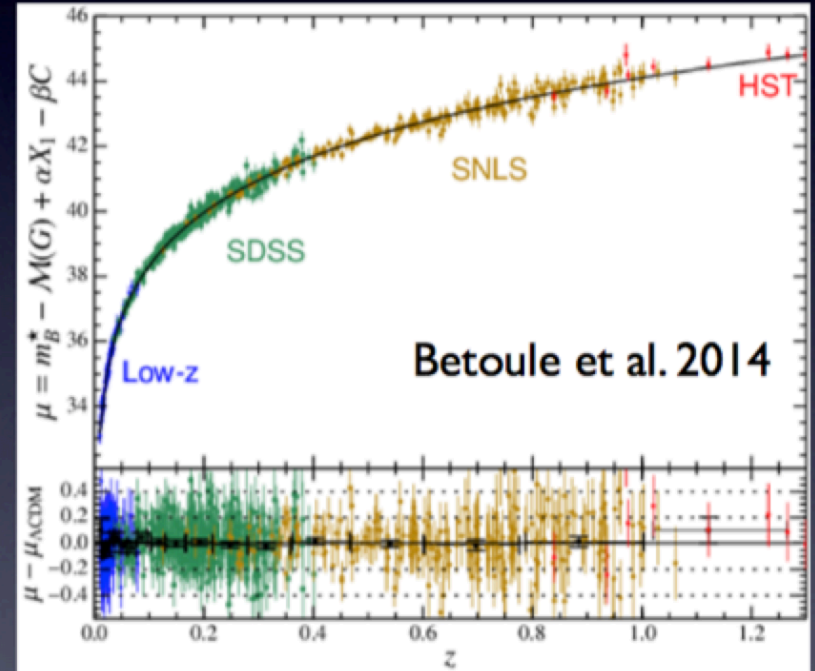 46
44
42
40
38
36
34
μ = m*_B − M(G) + αX₁ − βC
HST
SNLS
SDSS
Low-z
Betoule et al. 2014
0.4
0.2
0.0
−0.2
−0.4
μ − μ_ΛCDM
0.0 0.2 0.4 0.6 0.8 1.0 1.2
z